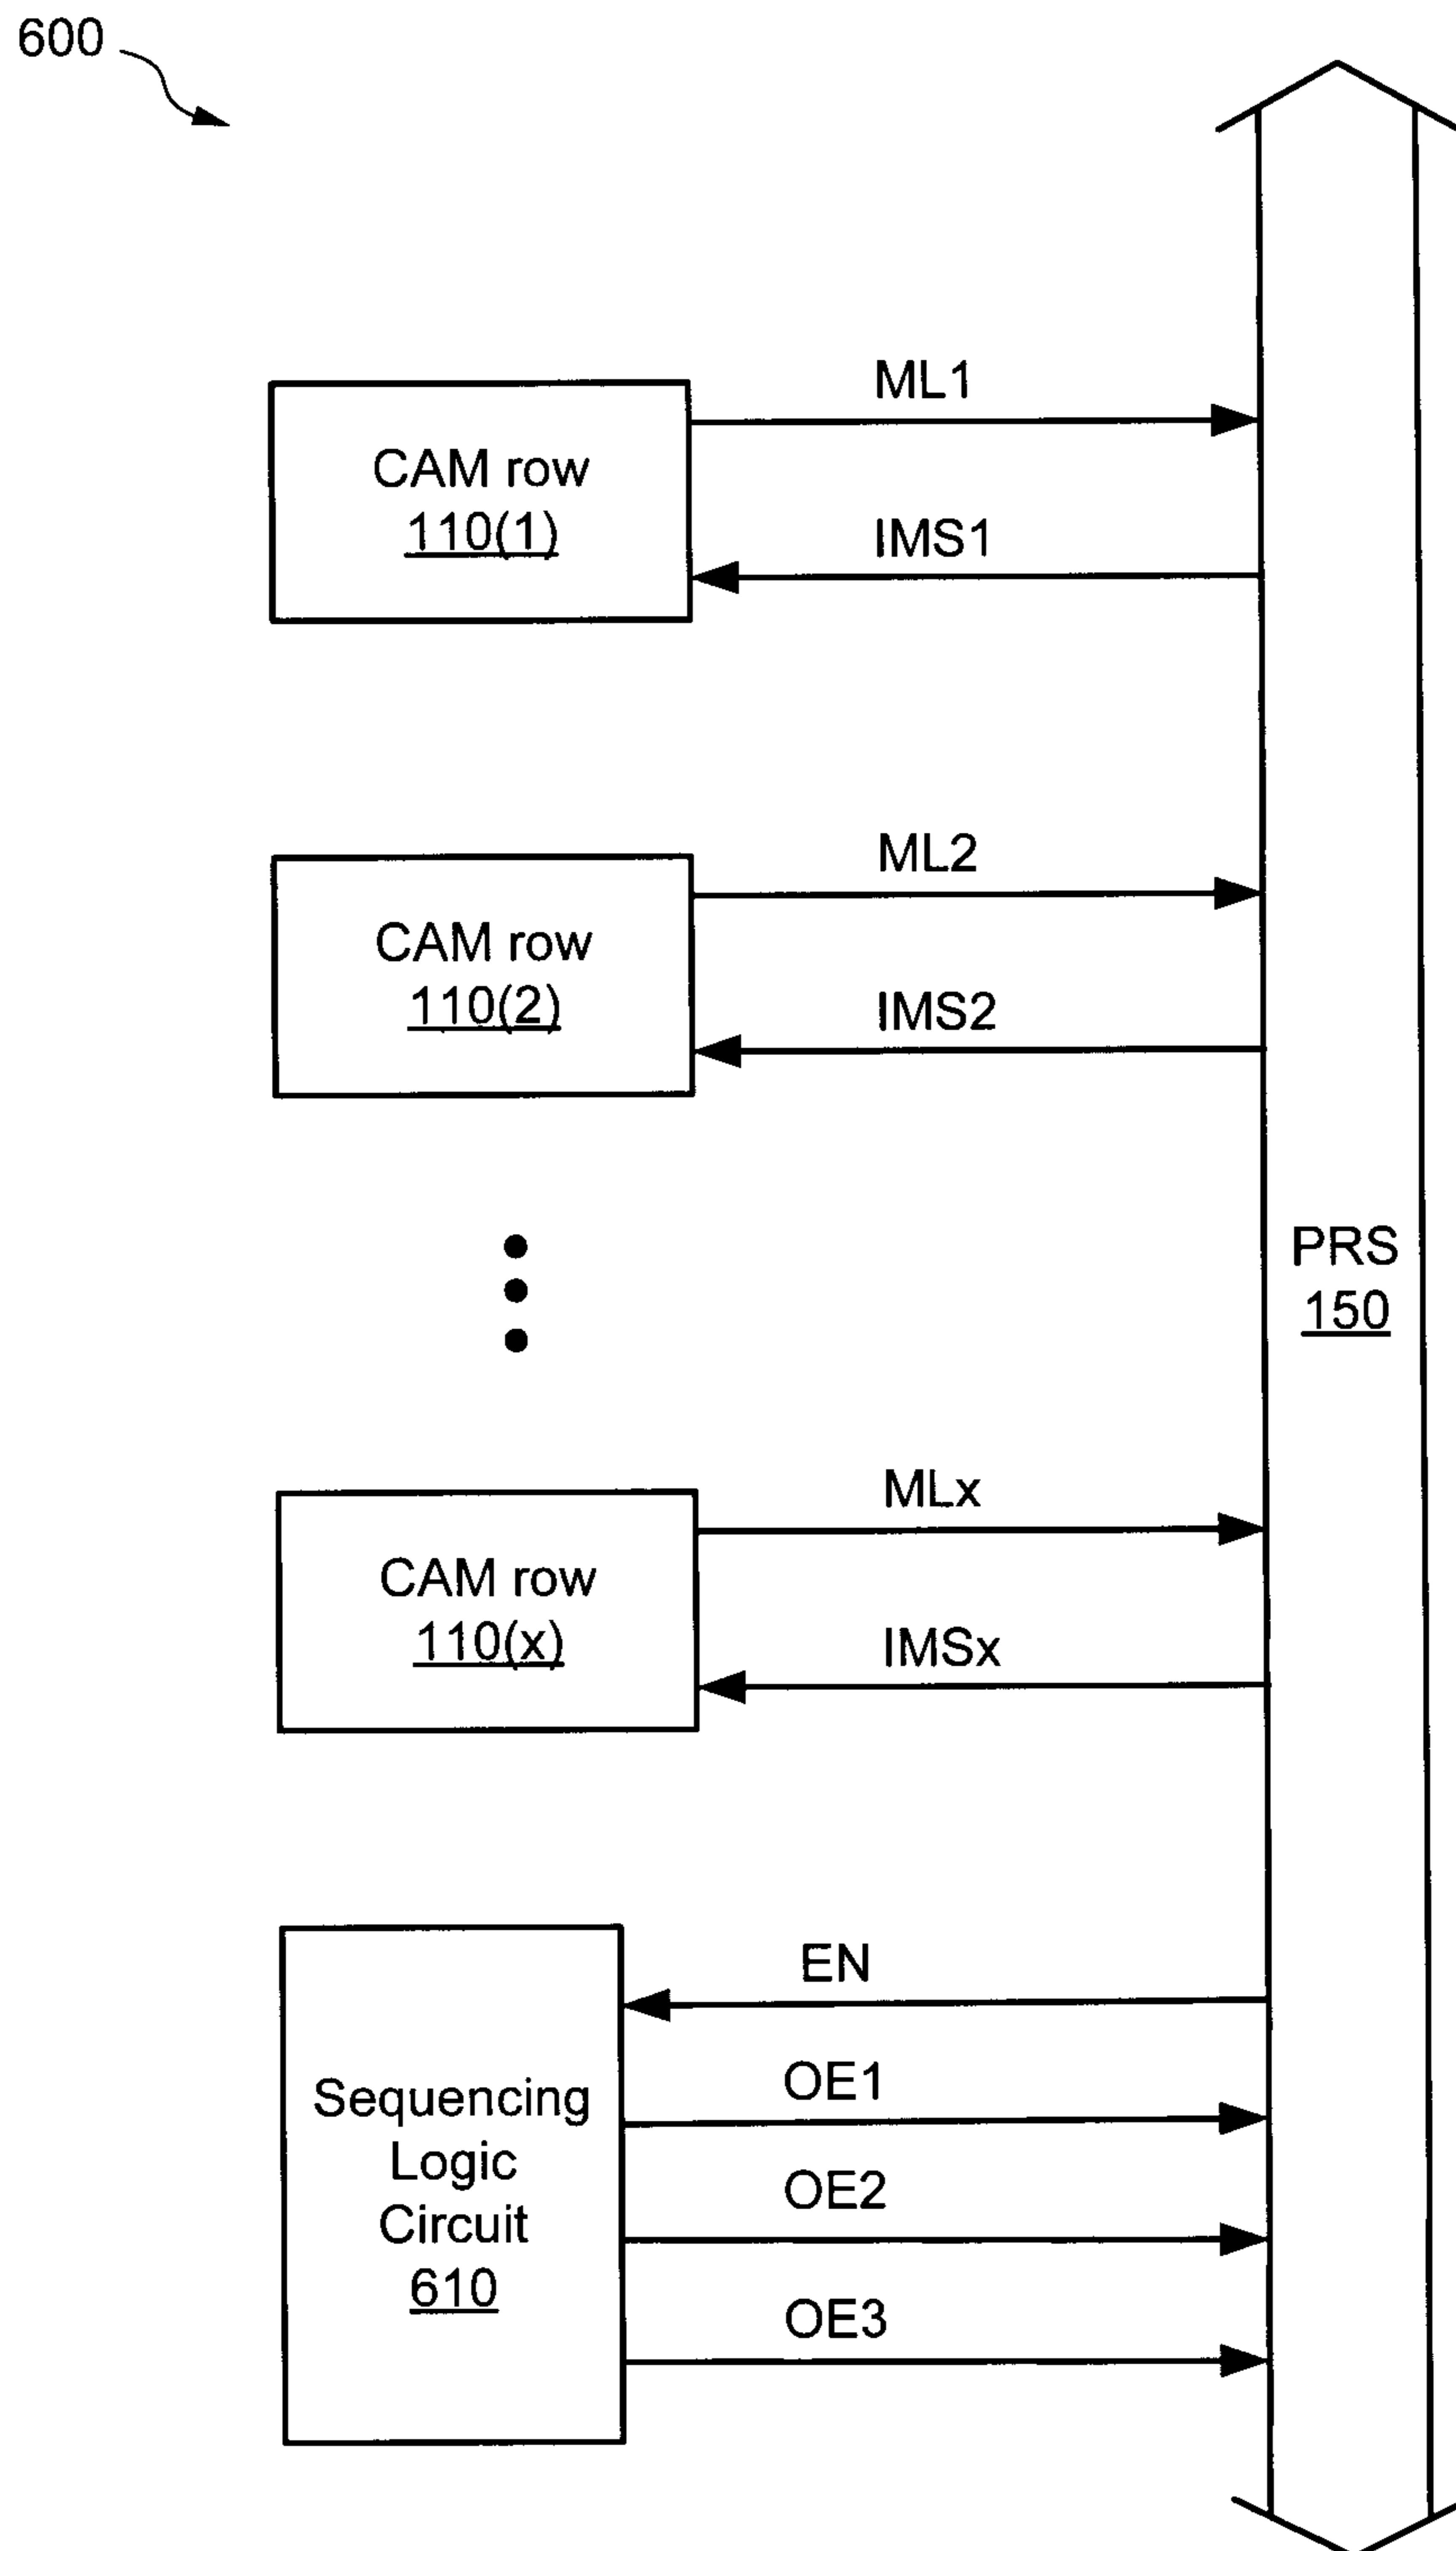 600
ML1
CAM row
110(1)
IMS1
ML2
CAM row
110(2)
IMS2
PRS
150
MLx
CAM row
110(x)
IMSx
EN
OE1
Sequencing
Logic
Circuit
610
OE2
OE3